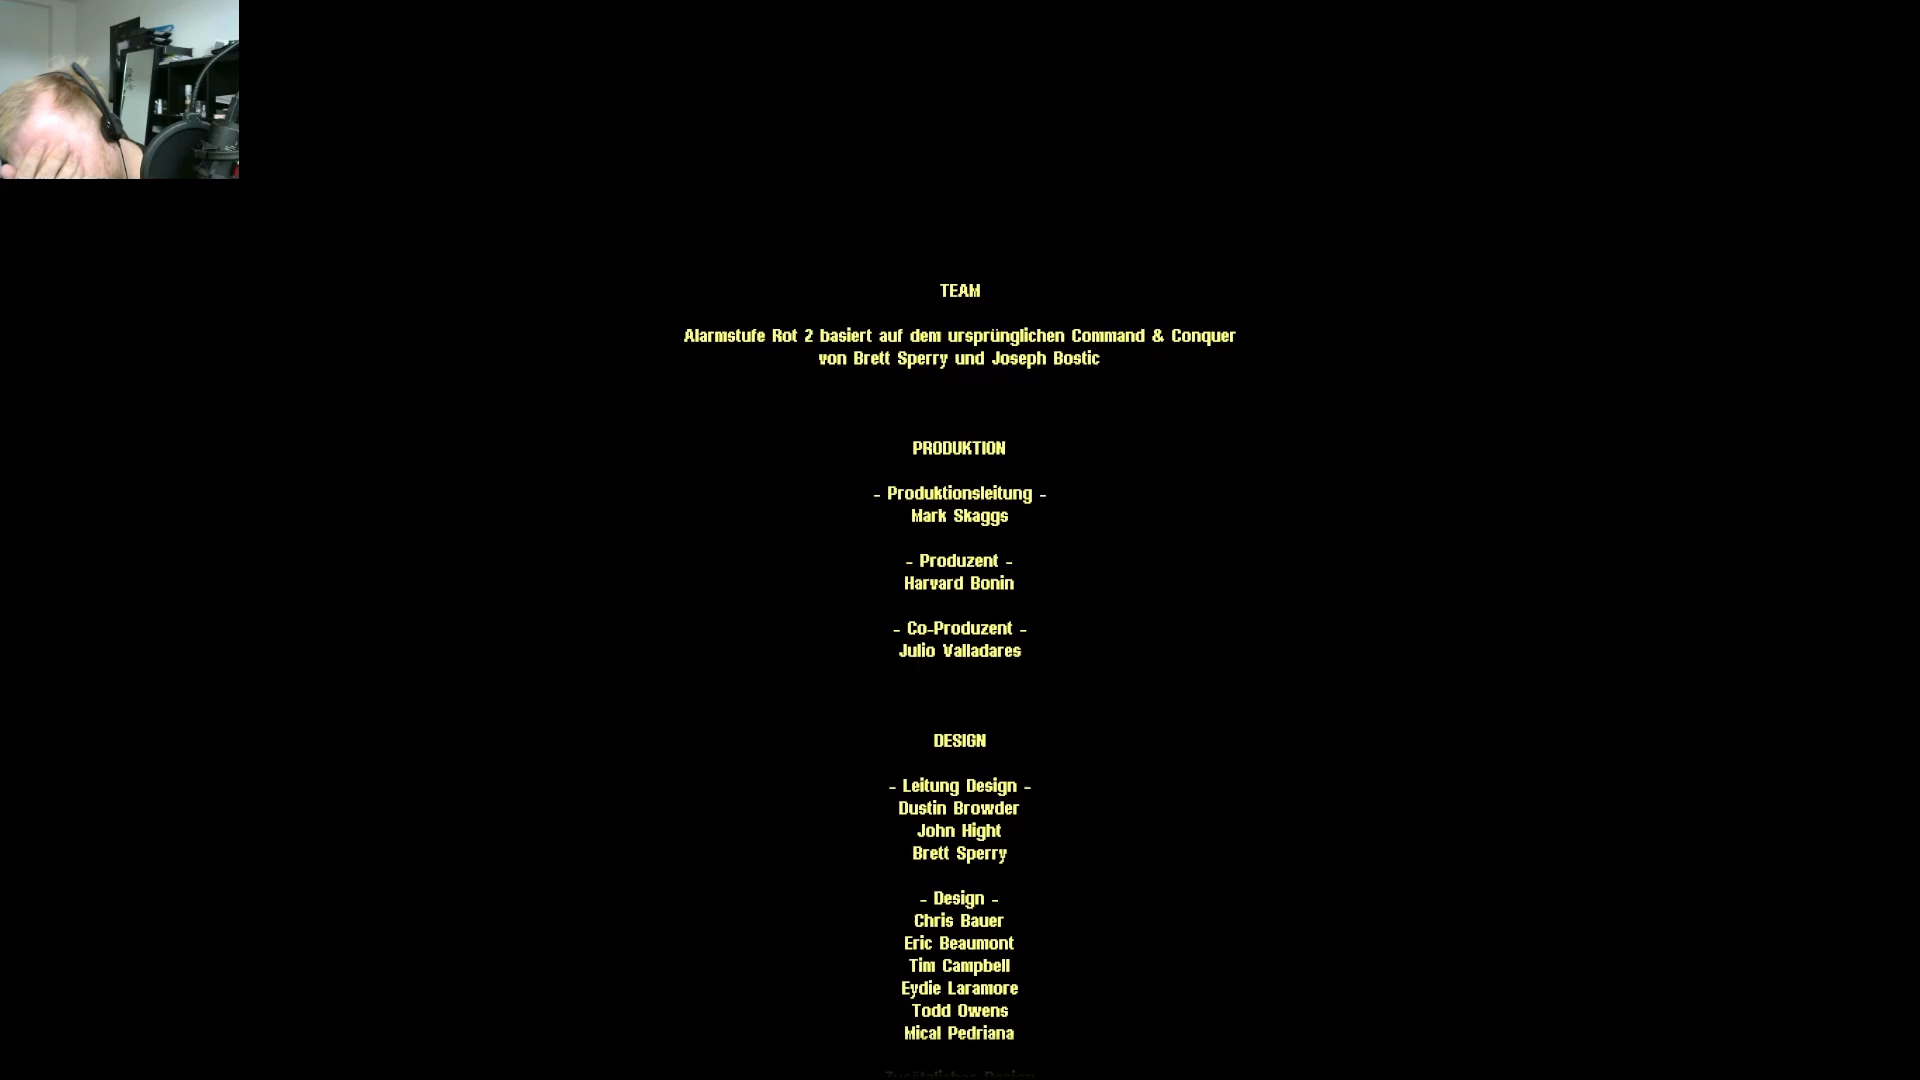 TEAM
Alarmstufe Rot 2 basiert auf dem ursprünglichen Command & Conquer
von Brett Sperry und Joseph Bostic
PRODUKTION
- Produktionsleitung -
Mark Skaggs
- Produzent -
Harvard Bonin
- Co-Produzent -
Julio Valladares
DESIGN
- Leitung Design -
Dustin Browder
John Hight
Brett Sperry
- Design -
Chris Bauer
Eric Beaumont
Tim Campbell
Eydie Laramore
Todd Owens
Mical Pedriana